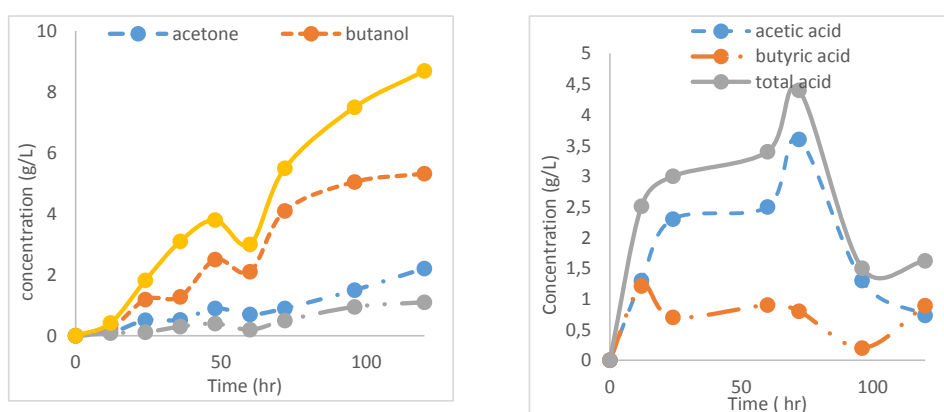 acetone
butanol
concentration (g/L)
10
8
6
4
2
0
0
50
100
Time (hr)
acetic acid
butyric acid
total acid
Concentration (g/L)
5
4,5
4
3,5
3
2,5
2
1,5
1
0,5
0
0
50
100
Time ( hr)